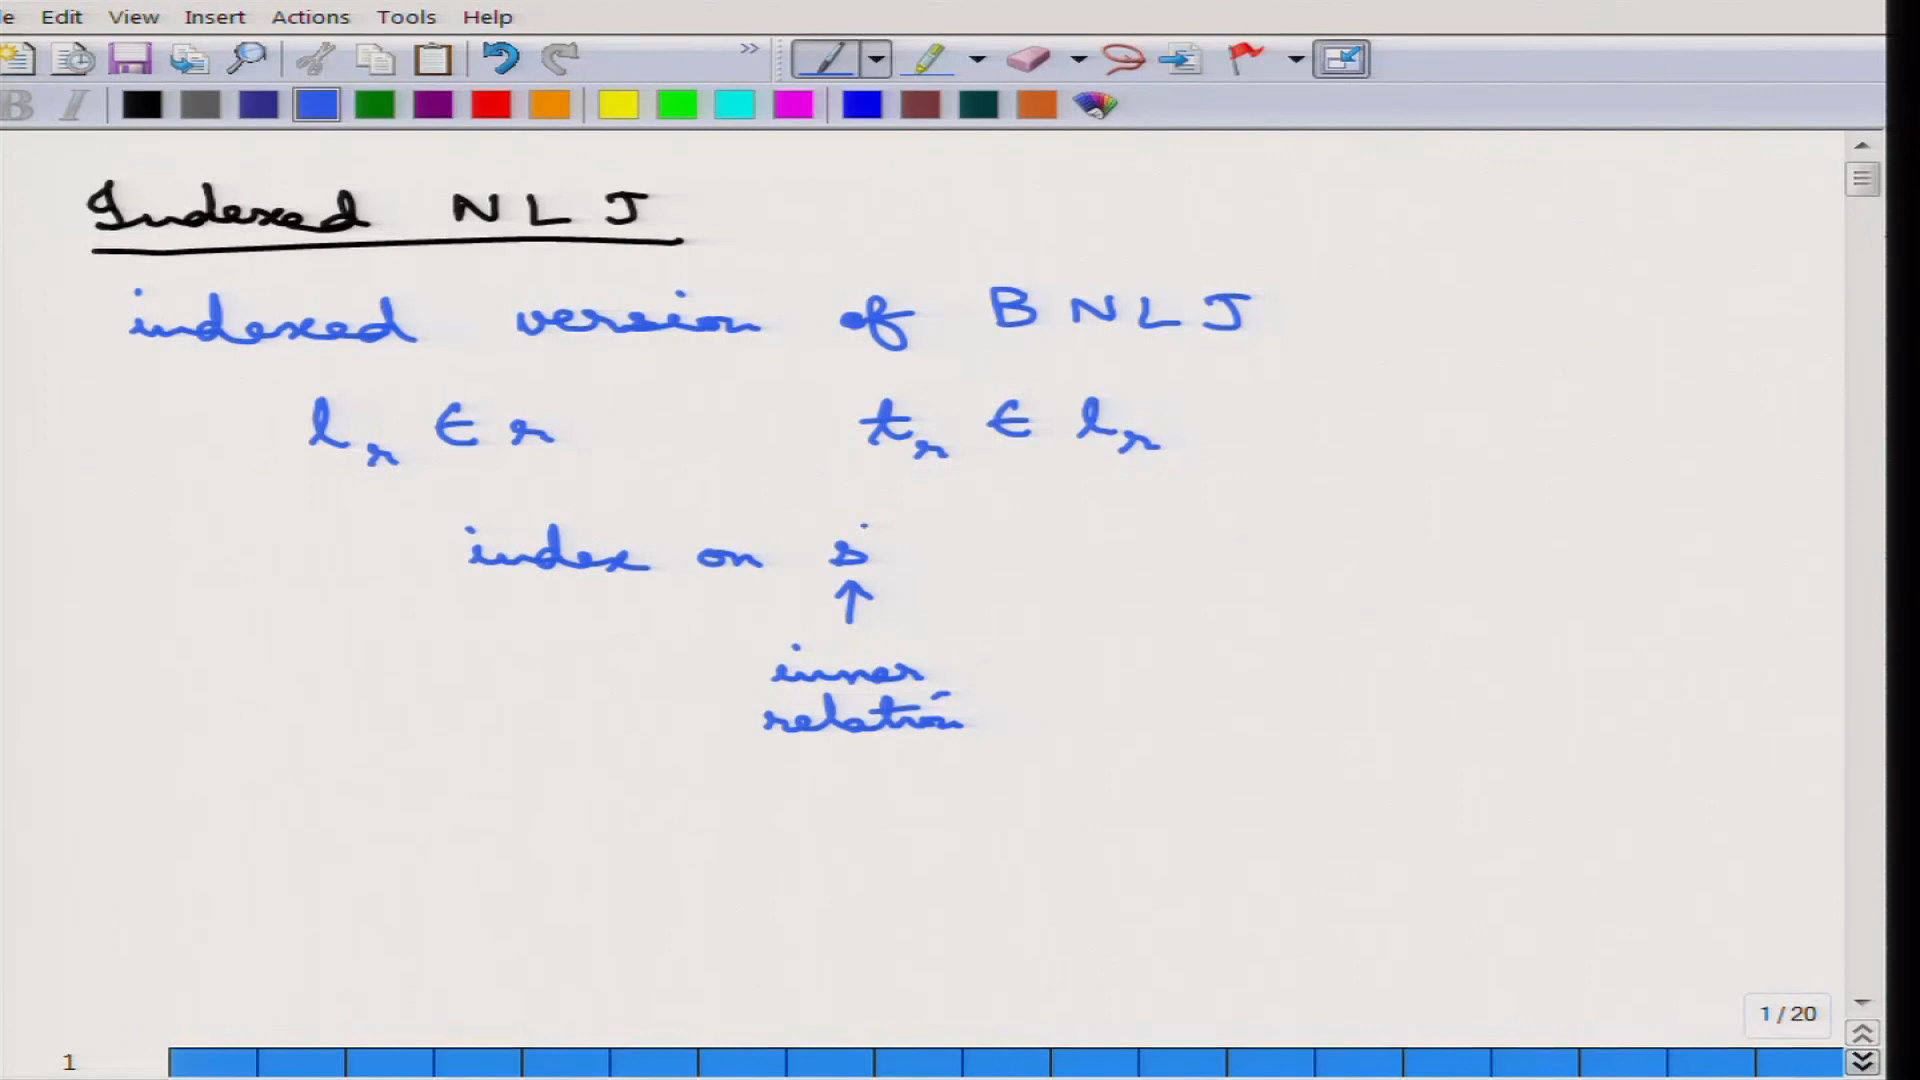 Edit View Insert Actions Tools Help
B I
Indexed NLJ
indexed version of BNLJ
l_r ∈ r t_r ∈ l_r
index on s
↑
inner
relation
1 / 20
1